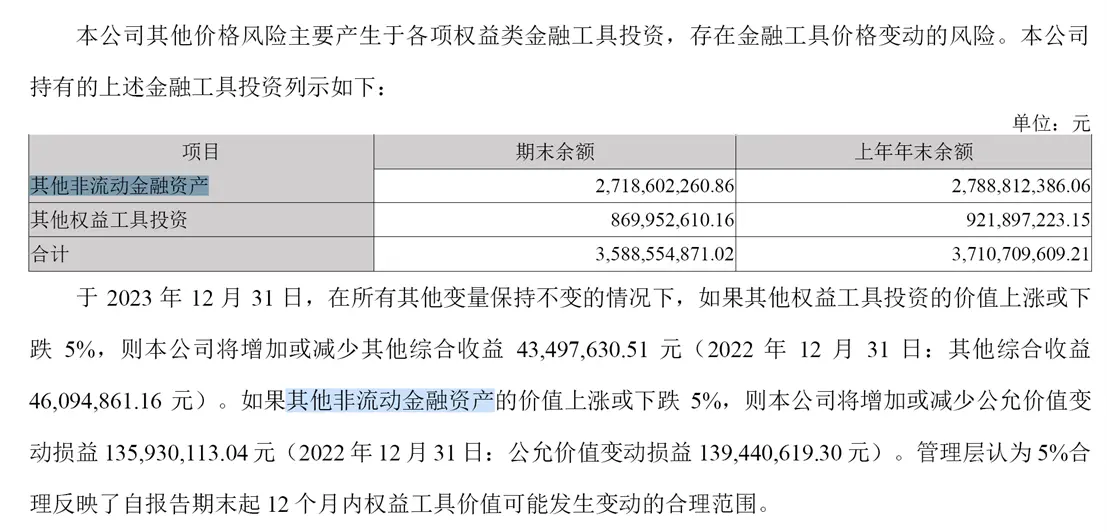 本公司其他价格风险主要产生于各项权益类金融工具投资，存在金融工具价格变动的风险。本公司
持有的上述金融工具投资列示如下：
单位：元
项目 期末余额 上年年末余额
其他非流动金融资产 2,718,602,260.86 2,788,812,386.06
其他权益工具投资 869,952,610.16 921,897,223.15
合计 3,588,554,871.02 3,710,709,609.21
于 2023 年 12 月 31 日，在所有其他变量保持不变的情况下，如果其他权益工具投资的价值上涨或下
跌 5%，则本公司将增加或减少其他综合收益 43,497,630.51 元（2022 年 12 月 31 日：其他综合收益
46,094,861.16 元）。如果其他非流动金融资产的价值上涨或下跌 5%，则本公司将增加或减少公允价值变
动损益 135,930,113.04 元（2022 年 12 月 31 日：公允价值变动损益 139,440,619.30 元）。管理层认为 5%合
理反映了自报告期末起 12 个月内权益工具价值可能发生变动的合理范围。